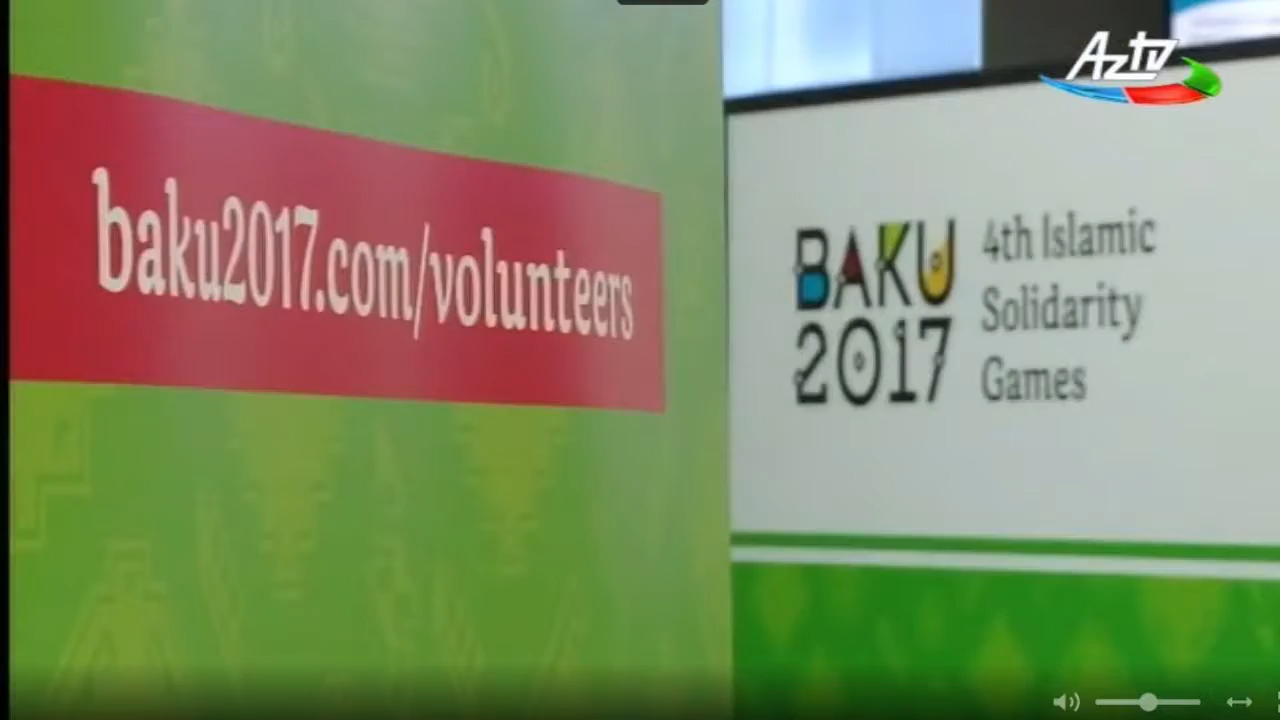 baku2017.com/volunteers
BAKU
2017
4th Islamic
Solidarity
Games
AzTV